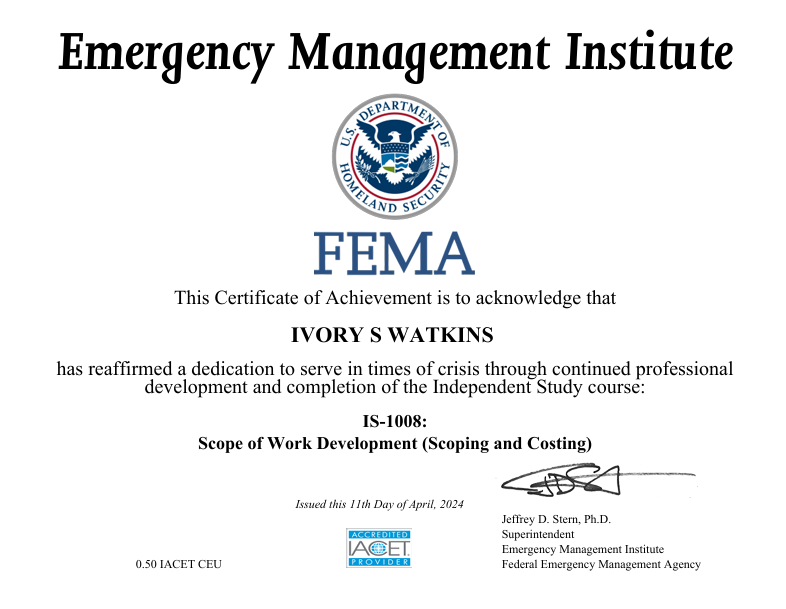 Emergency Management Institute
U.S. DEPARTMENT OF
HOMELAND SECURITY
FEMA
This Certificate of Achievement is to acknowledge that
IVORY S WATKINS
has reaffirmed a dedication to serve in times of crisis through continued professional
development and completion of the Independent Study course:
IS-1008:
Scope of Work Development (Scoping and Costing)
Issued this 11th Day of April, 2024
Jeffrey D. Stern, Ph.D.
Superintendent
Emergency Management Institute
Federal Emergency Management Agency
ACCREDITED
IACET
PROVIDER
0.50 IACET CEU